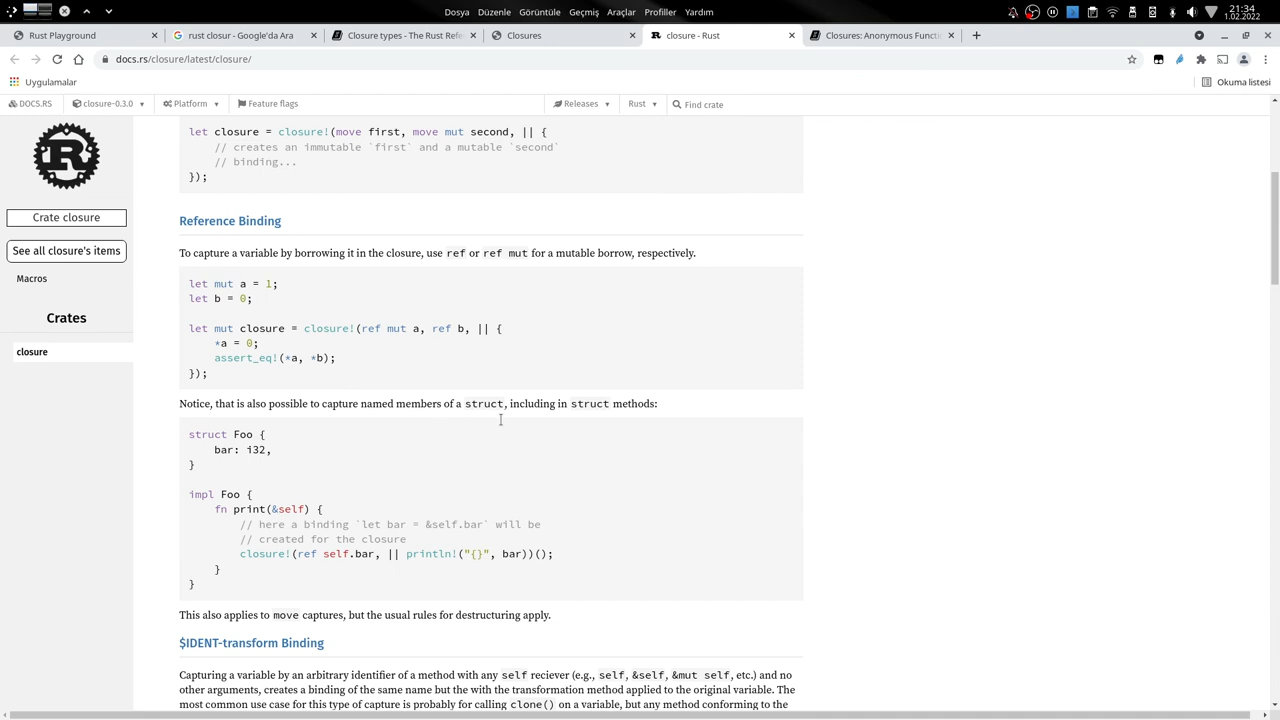 Dosya Düzenle Görüntüle Geçmiş Araçlar Profiller Yardım
21:34
1.02.2022
Rust Playground
rust closur - Google'da Ara
Closure types - The Rust Refe
Closures
closure - Rust
Closures: Anonymous Functi
docs.rs/closure/latest/closure/
Uygulamalar
Okuma listesi
DOCS.RS closure-0.3.0 Platform Feature flags Releases Rust Find crate
let closure = closure!(move first, move mut second, || {
// creates an immutable `first` and a mutable `second`
// binding...
});
Crate closure
See all closure's items
Macros
Crates
closure
Reference Binding
To capture a variable by borrowing it in the closure, use ref or ref mut for a mutable borrow, respectively.
let mut a = 1;
let b = 0;
let mut closure = closure!(ref mut a, ref b, || {
*a = 0;
assert_eq!(*a, *b);
});
Notice, that is also possible to capture named members of a struct, including in struct methods:
struct Foo {
bar: i32,
}
impl Foo {
fn print(&self) {
// here a binding `let bar = &self.bar` will be
// created for the closure
closure!(ref self.bar, || println!("{}", bar))();
}
}
This also applies to move captures, but the usual rules for destructuring apply.
$IDENT-transform Binding
Capturing a variable by an arbitrary identifier of a method with any self reciever (e.g., self, &self, &mut self, etc.) and no
other arguments, creates a binding of the same name but the with the transformation method applied to the original variable. The
most common use case for this type of capture is probably for calling clone() on a variable, but any method conforming to the